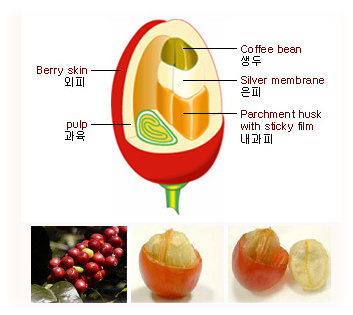 Coffee bean
생두
Berry skin
외피
Silver membrane
은피
pulp
과육
Parchment husk
with sticky film
내과피